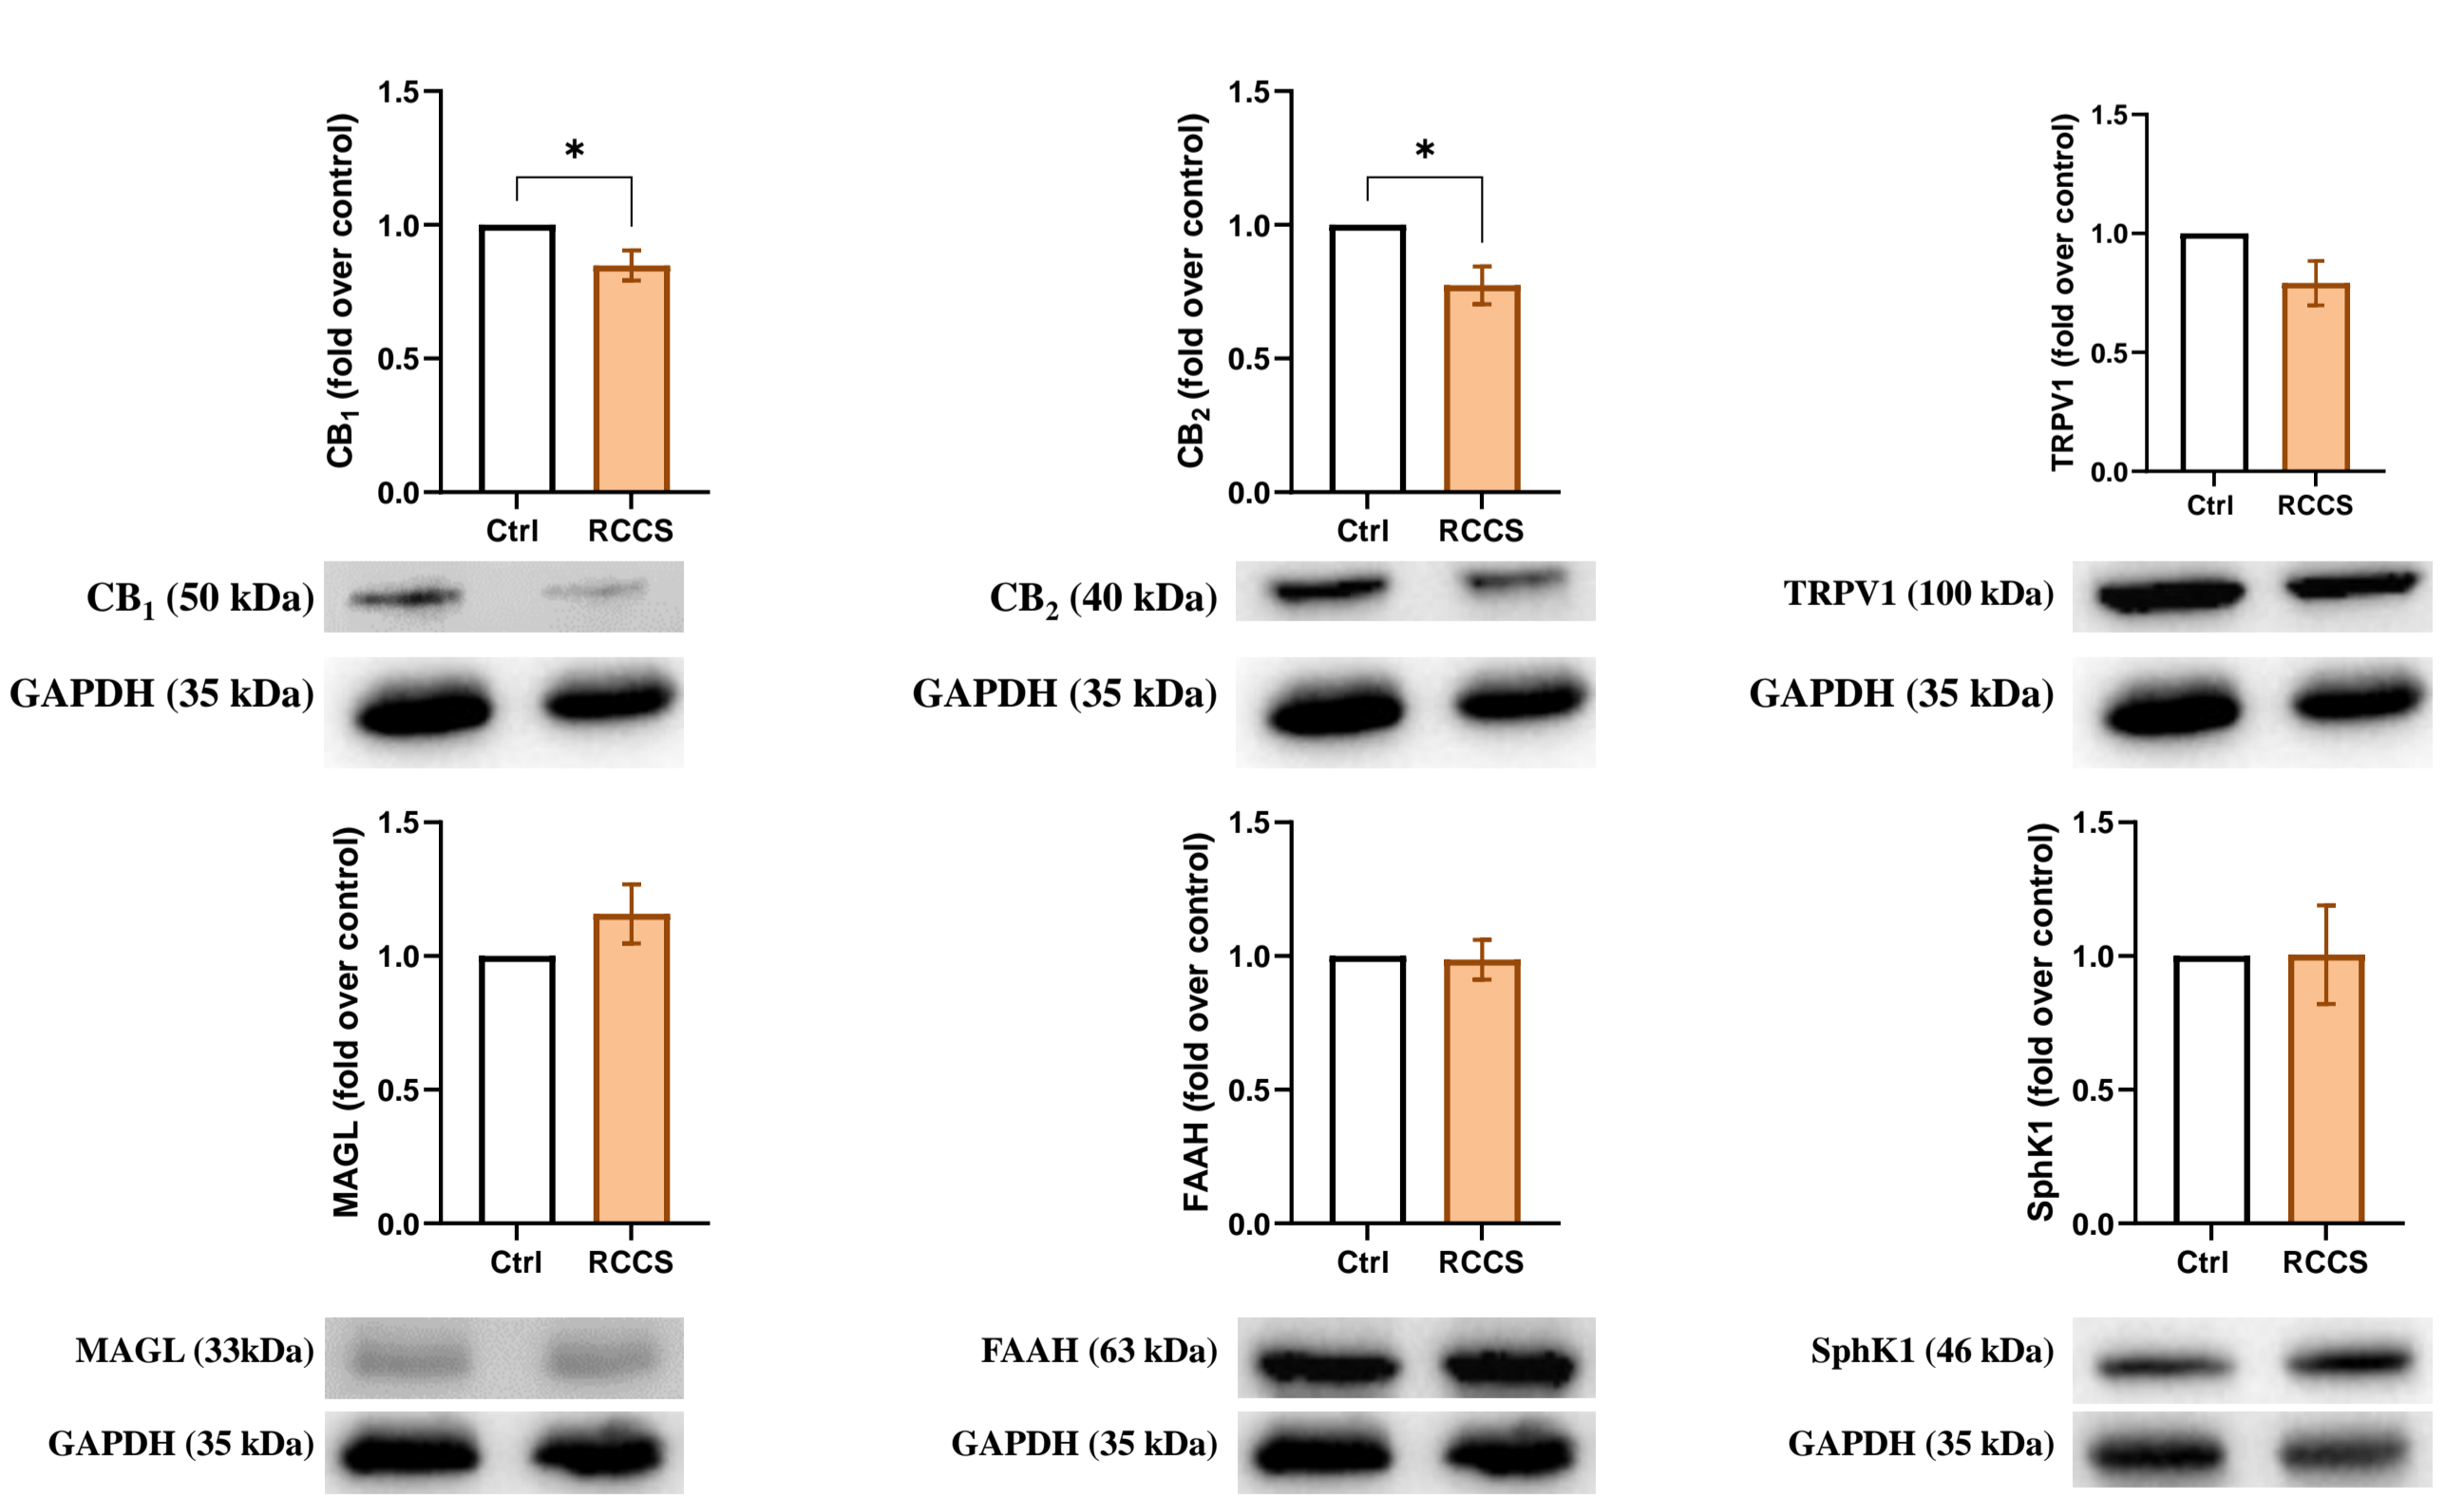 CB1 (fold over control)
1.5
1.0
0.5
0.0
*
Ctrl RCCS
CB2 (fold over control)
1.5
1.0
0.5
0.0
*
Ctrl RCCS
TRPV1 (fold over control)
1.5
1.0
0.5
0.0
Ctrl RCCS
CB1 (50 kDa)
GAPDH (35 kDa)
CB2 (40 kDa)
GAPDH (35 kDa)
TRPV1 (100 kDa)
GAPDH (35 kDa)
MAGL (fold over control)
1.5
1.0
0.5
0.0
Ctrl RCCS
FAAH (fold over control)
1.5
1.0
0.5
0.0
Ctrl RCCS
SphK1 (fold over control)
1.5
1.0
0.5
0.0
Ctrl RCCS
MAGL (33kDa)
GAPDH (35 kDa)
FAAH (63 kDa)
GAPDH (35 kDa)
SphK1 (46 kDa)
GAPDH (35 kDa)